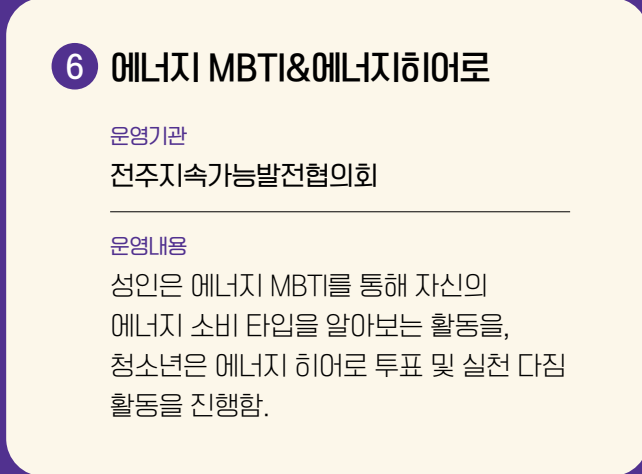 6 에너지 MBTI&에너지히어로
운영기관
전주지속가능발전협의회
운영내용
성인은 에너지 MBTI를 통해 자신의
에너지 소비 타입을 알아보는 활동을,
청소년은 에너지 히어로 투표 및 실천 다짐
활동을 진행함.